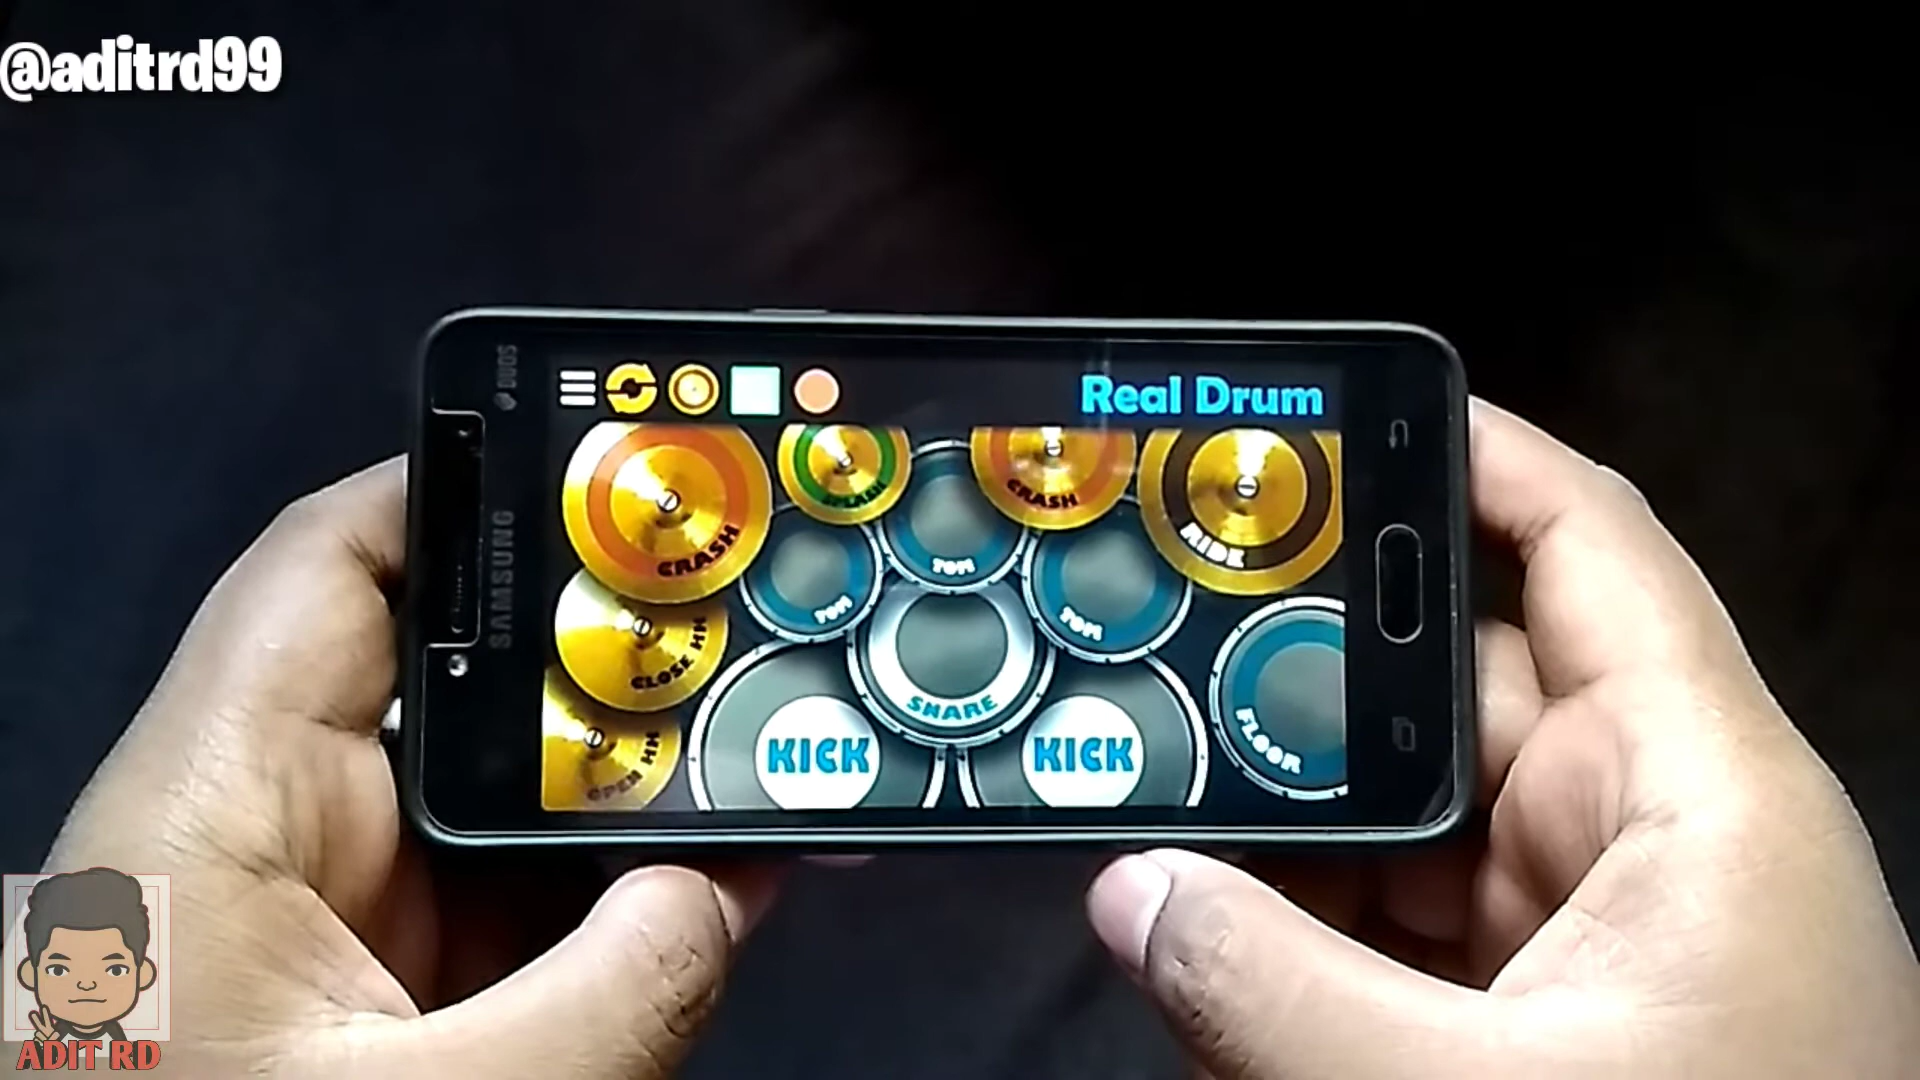 @aditrd99
DUOS
SAMSUNG
Real Drum
CRASH
SPLASH
CRASH
RIDE
TOM
TOM
TOM
CLOSE HH
SNARE
OPEN HH
KICK
KICK
FLOOR
ADIT RD